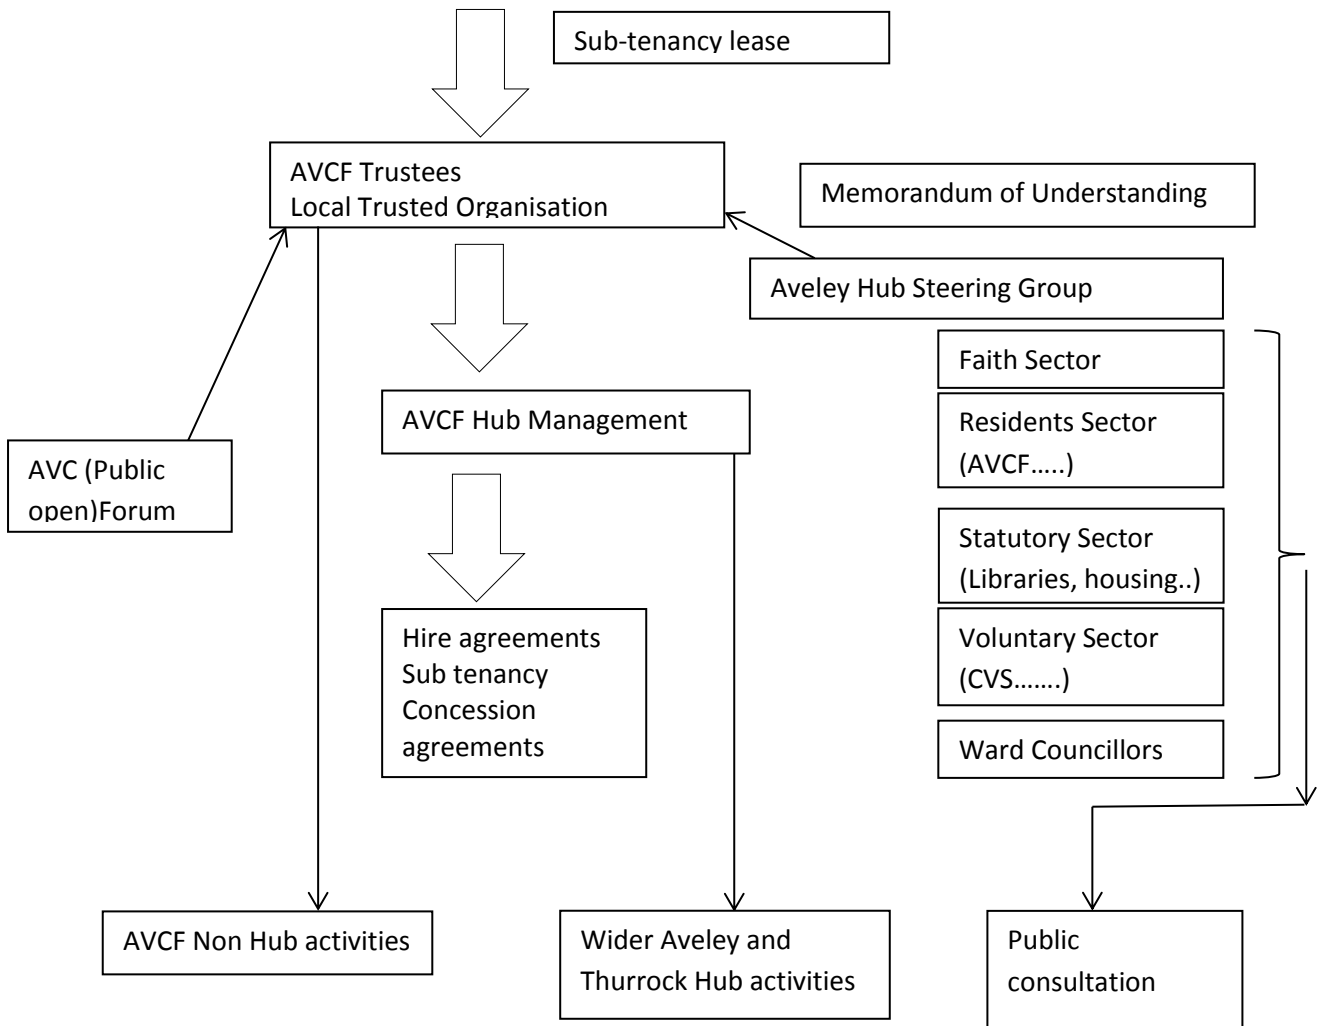 Sub-tenancy lease
AVCF Trustees
Local Trusted Organisation
Memorandum of Understanding
Aveley Hub Steering Group
Faith Sector
AVCF Hub Management
Residents Sector
(AVCF…..)
AVC (Public
open)Forum
Statutory Sector
(Libraries, housing..)
Hire agreements
Sub tenancy
Concession
agreements
Voluntary Sector
(CVS…….)
Ward Councillors
AVCF Non Hub activities
Wider Aveley and
Thurrock Hub activities
Public
consultation